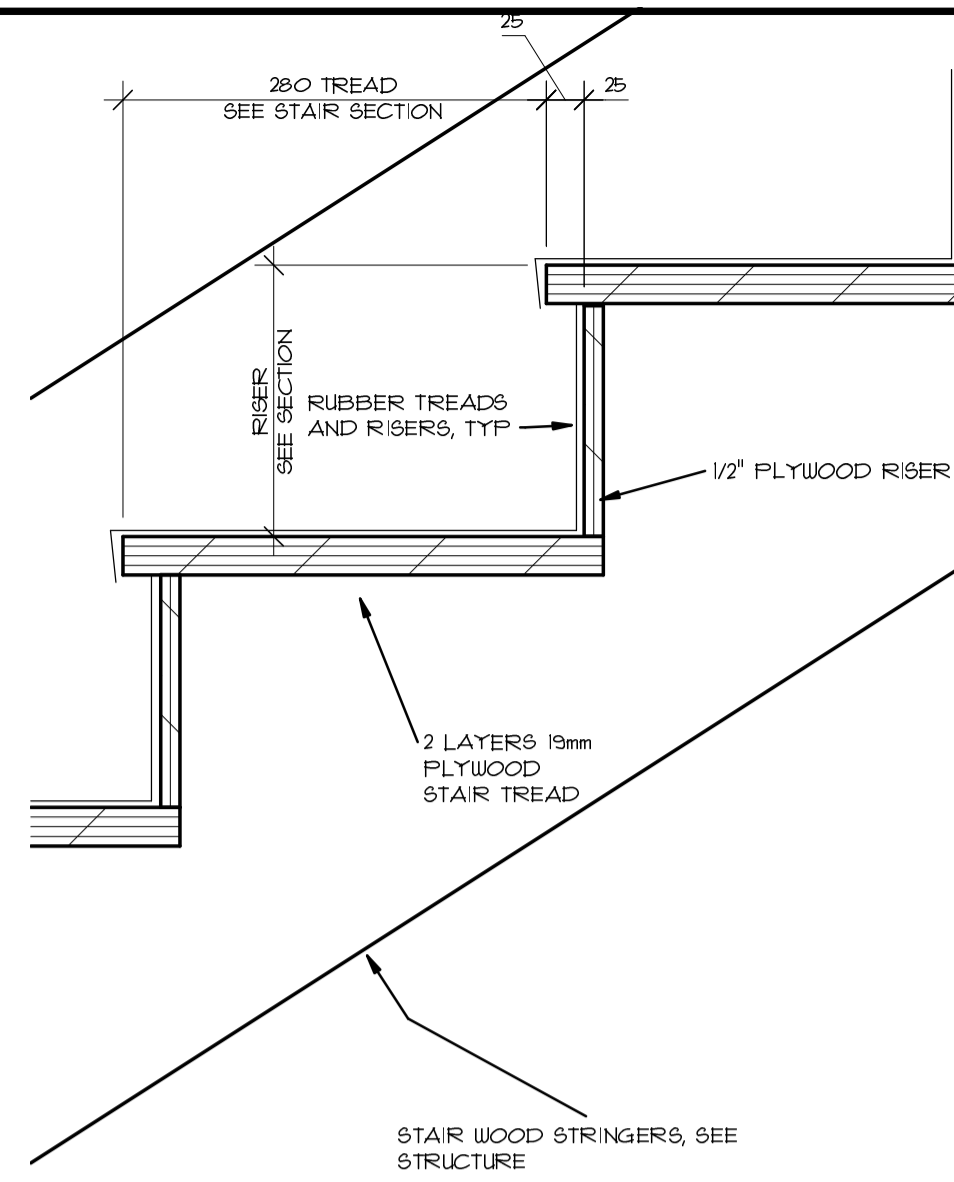 25
280 TREAD
SEE STAIR SECTION
25
RISER
SEE SECTION
RUBBER TREADS
AND RISERS, TYP
1/2" PLYWOOD RISER
2 LAYERS 19mm
PLYWOOD
STAIR TREAD
STAIR WOOD STRINGERS, SEE
STRUCTURE